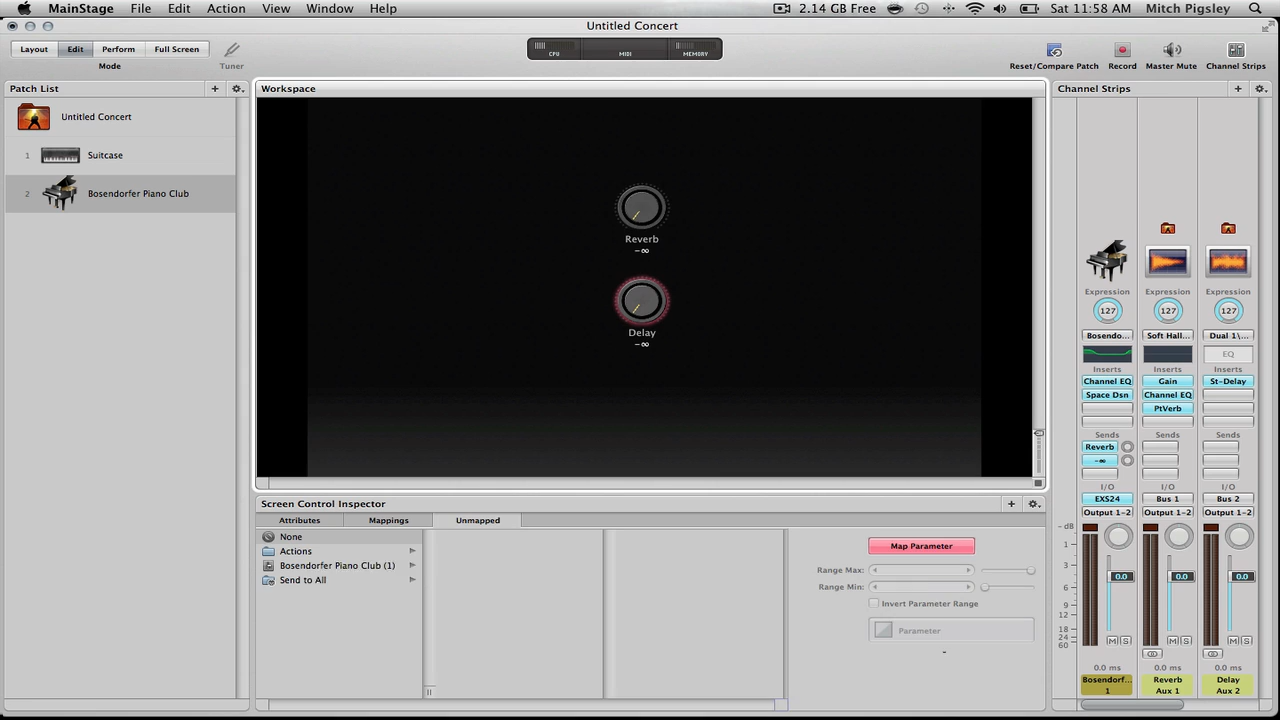 MainStage File Edit Action View Window Help 2.14 GB Free Sat 11:58 AM Mitch Pigsley
Untitled Concert
Layout Edit Perform Full Screen
Mode
Tuner
CPU MIDI MEMORY
Reset/Compare Patch Record Master Mute Channel Strips
Patch List + 
Untitled Concert
1 Suitcase
2 Bosendorfer Piano Club
Workspace
Reverb
-∞
Delay
-∞
Screen Control Inspector +
Attributes Mappings Unmapped
None
Actions
Bosendorfer Piano Club (1)
Send to All
Map Parameter
Range Max:
Range Min:
Invert Parameter Range
Parameter
-
Channel Strips +
Expression Expression Expression
127 127 127
Bosendo... Soft Hall... Dual 1\...
EQ
Inserts Inserts Inserts
Channel EQ Gain St-Delay
Space Dsn Channel EQ
PtVerb
Sends Sends Sends
Reverb
-∞
I/O I/O I/O
EXS24 Bus 1 Bus 2
Output 1-2 Output 1-2 Output 1-2
- dB
1
3
6
9
12
18
24
60
0.0 0.0 0.0
M S M S M S
0.0 ms 0.0 ms 0.0 ms
Bosendorf... Reverb Delay
1 Aux 1 Aux 2